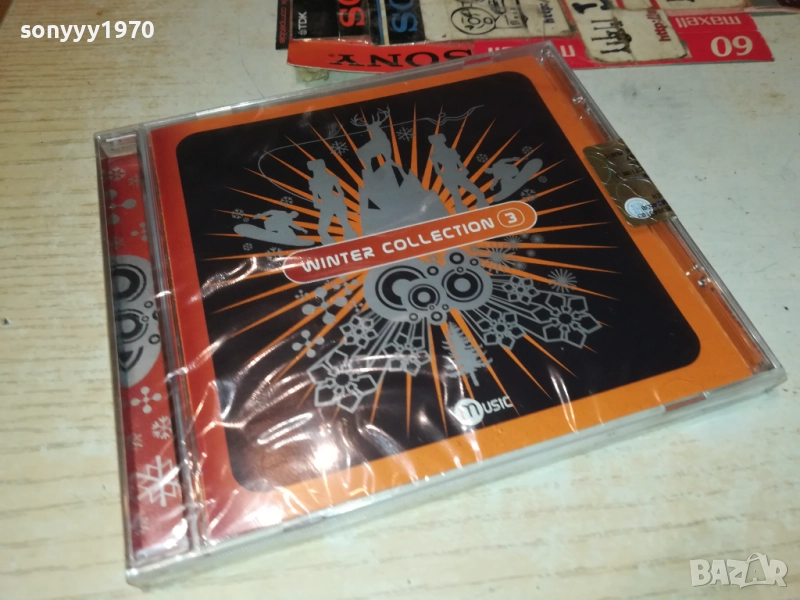 sonyyy1970
TDK
SONY
maxell
60
WINTER COLLECTION 3
music
BAZAR